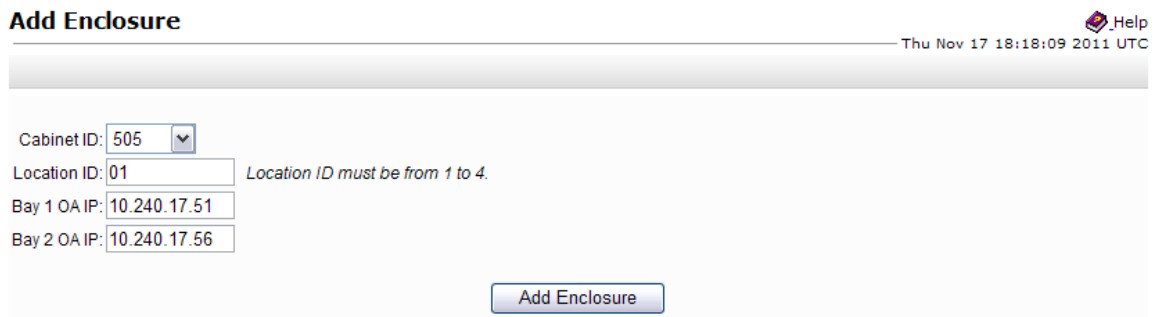 Add Enclosure
Help
Thu Nov 17 18:18:09 2011 UTC
Cabinet ID: 505
Location ID: 01 Location ID must be from 1 to 4.
Bay 1 OA IP: 10.240.17.51
Bay 2 OA IP: 10.240.17.56
Add Enclosure